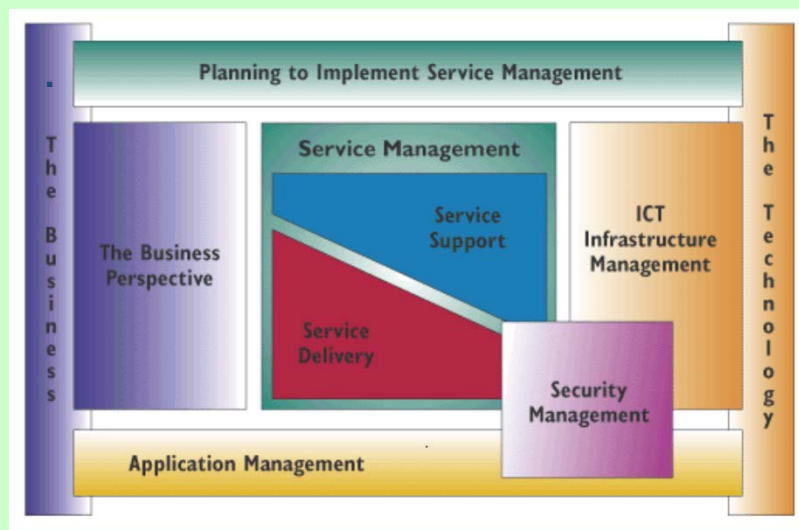 Planning to Implement Service Management
The Business
The Business
Perspective
Service Management
Service
Support
Service
Delivery
ICT
Infrastructure
Management
The Technology
Security
Management
Application Management